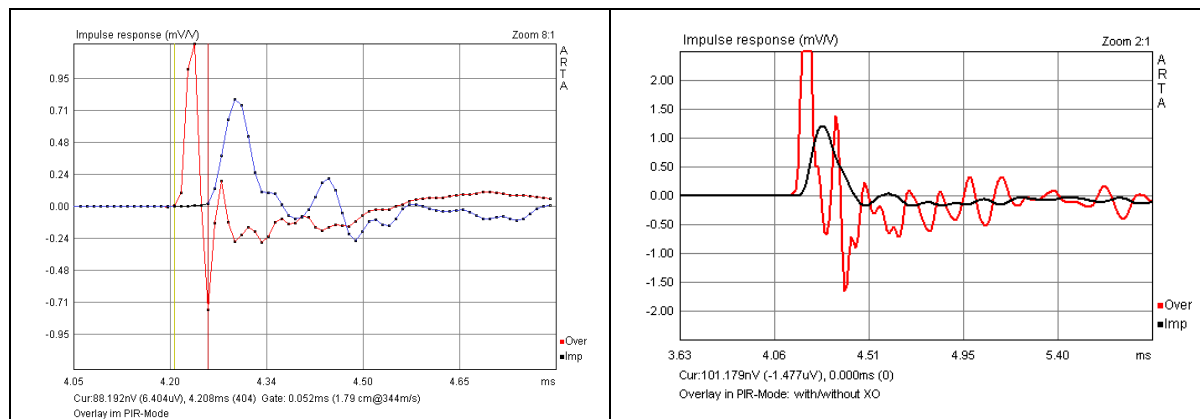 Impulse response (mV/V)
Zoom 8:1
A
R
T
A
0.95
0.71
0.48
0.24
0.00
-0.24
-0.48
-0.71
-0.95
Over
Imp
4.05
4.20
4.34
4.50
4.65
ms
Cur:88.192nV (6.404uV), 4.208ms (404) Gate: 0.052ms (1.79 cm@344m/s)
Overlay im PIR-Mode
Impulse response (mV/V)
Zoom 2:1
A
R
T
A
2.00
1.50
1.00
0.50
0.00
-0.50
-1.00
-1.50
-2.00
Over
Imp
3.63
4.06
4.51
4.95
5.40
ms
Cur:101.179nV (-1.477uV), 0.000ms (0)
Overlay in PIR-Mode: with/without XO